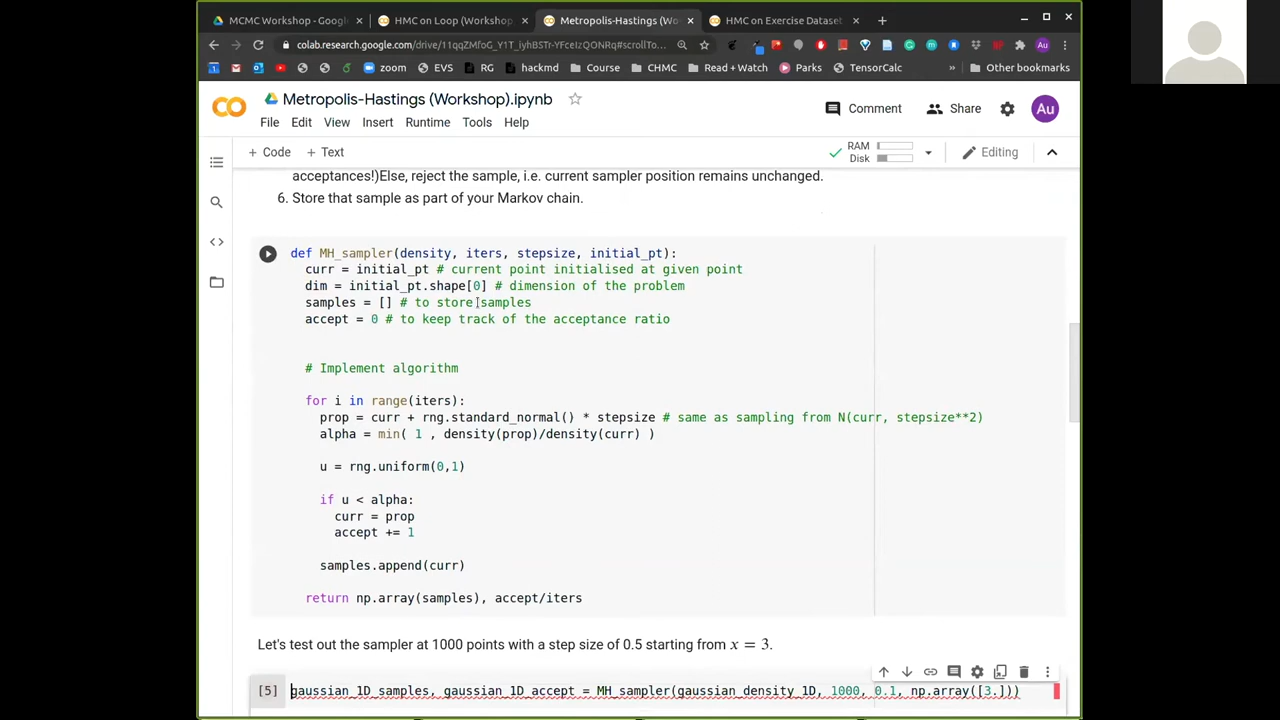 MCMC Workshop - Google
HMC on Loop (Workshop
Metropolis-Hastings (Wo
HMC on Exercise Dataset
colab.research.google.com/drive/
zoom
EVS
RG
hackmd
Course
CHMC
Read + Watch
Parks
TensorCalc
»
Other bookmarks
Metropolis-Hastings (Workshop).ipynb
Comment
Share
Au
File Edit View Insert Runtime Tools Help
+ Code + Text
RAM
Disk
Editing
acceptances!)Else, reject the sample, i.e. current sampler position remains unchanged.
6. Store that sample as part of your Markov chain.
def MH_sampler(density, iters, stepsize, initial_pt):
curr = initial_pt # current point initialised at given point
dim = initial_pt.shape[0] # dimension of the problem
samples = [] # to store samples
accept = 0 # to keep track of the acceptance ratio
# Implement algorithm
for i in range(iters):
prop = curr + rng.standard_normal() * stepsize # same as sampling from N(curr, stepsize**2)
alpha = min( 1 , density(prop)/density(curr) )
u = rng.uniform(0,1)
if u < alpha:
curr = prop
accept += 1
samples.append(curr)
return np.array(samples), accept/iters
Let's test out the sampler at 1000 points with a step size of 0.5 starting from x = 3.
[5] gaussian_1D_samples, gaussian_1D_accept = MH_sampler(gaussian_density_1D, 1000, 0.1, np.array([3.]))